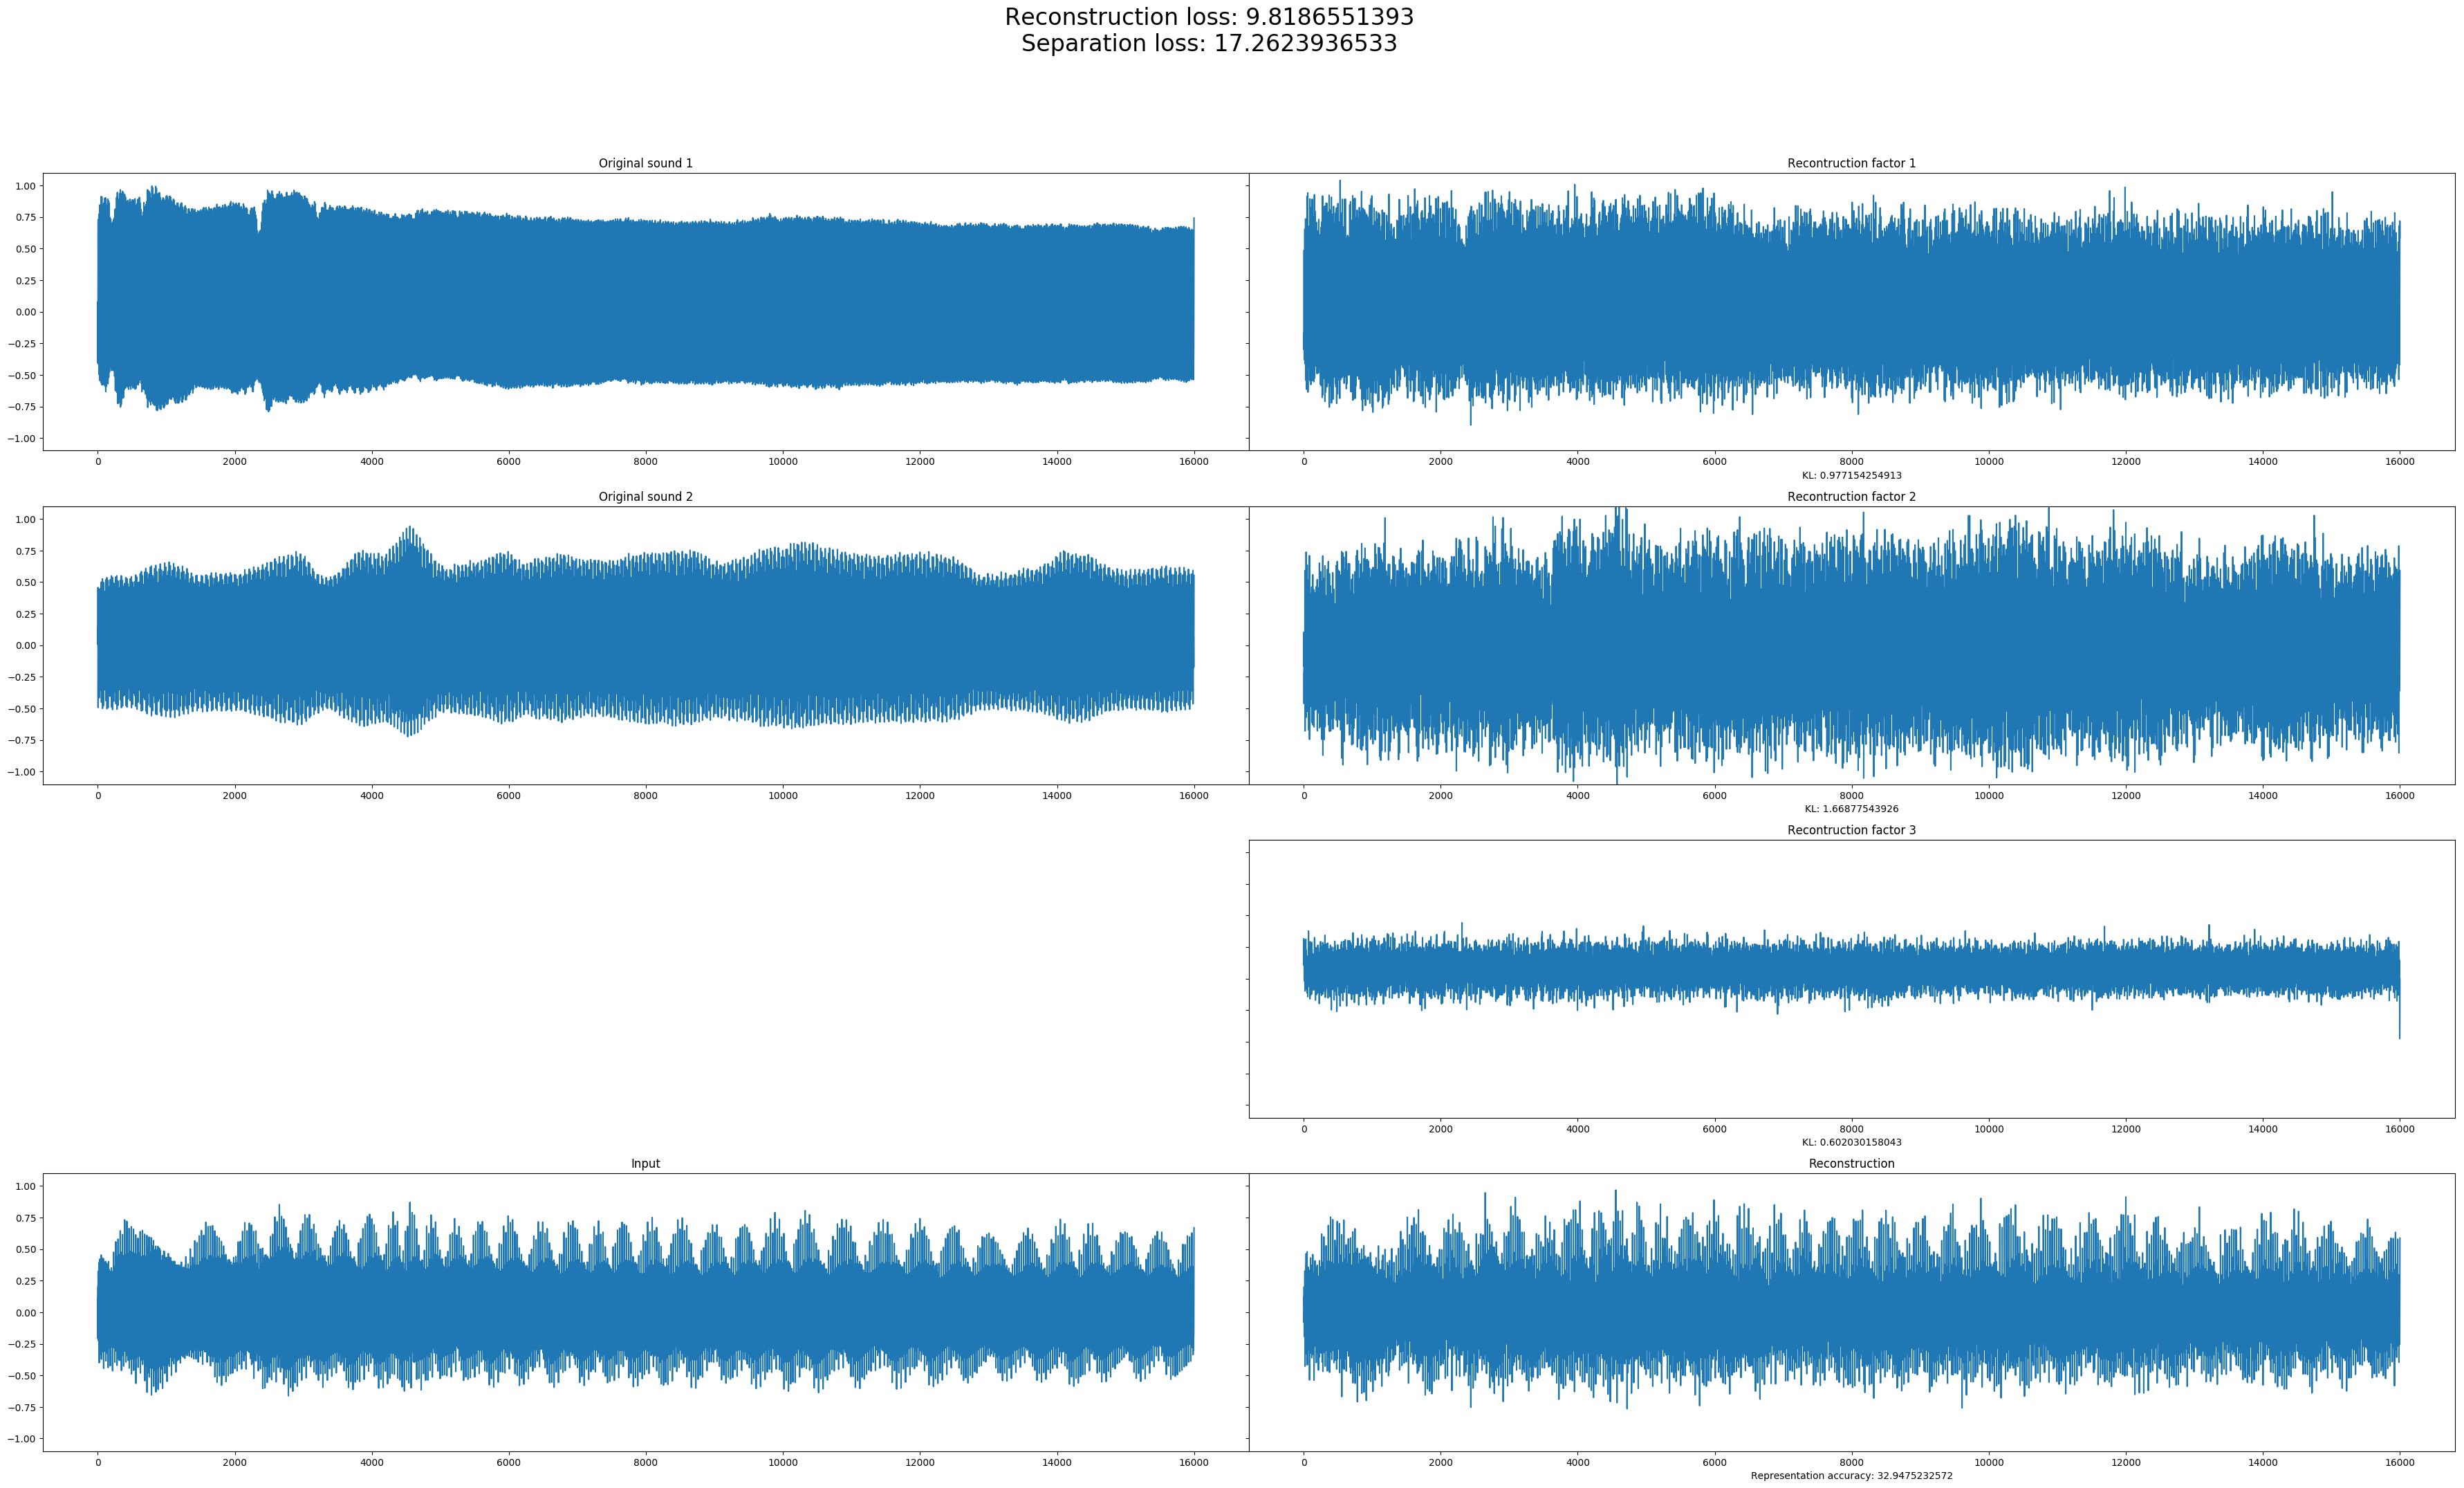 Reconstruction loss: 9.8186551393
Separation loss: 17.2623936533
Original sound 1
Recontruction factor 1
1.00
0.75
0.50
0.25
0.00
−0.25
−0.50
−0.75
−1.00
0 2000 4000 6000 8000 10000 12000 14000 16000
0 2000 4000 6000 8000 10000 12000 14000 16000
KL: 0.977154254913
Original sound 2
Recontruction factor 2
1.00
0.75
0.50
0.25
0.00
−0.25
−0.50
−0.75
−1.00
0 2000 4000 6000 8000 10000 12000 14000 16000
0 2000 4000 6000 8000 10000 12000 14000 16000
KL: 1.66877543926
Recontruction factor 3
0 2000 4000 6000 8000 10000 12000 14000 16000
KL: 0.602030158043
Input
Reconstruction
1.00
0.75
0.50
0.25
0.00
−0.25
−0.50
−0.75
−1.00
0 2000 4000 6000 8000 10000 12000 14000 16000
0 2000 4000 6000 8000 10000 12000 14000 16000
Representation accuracy: 32.9475232572